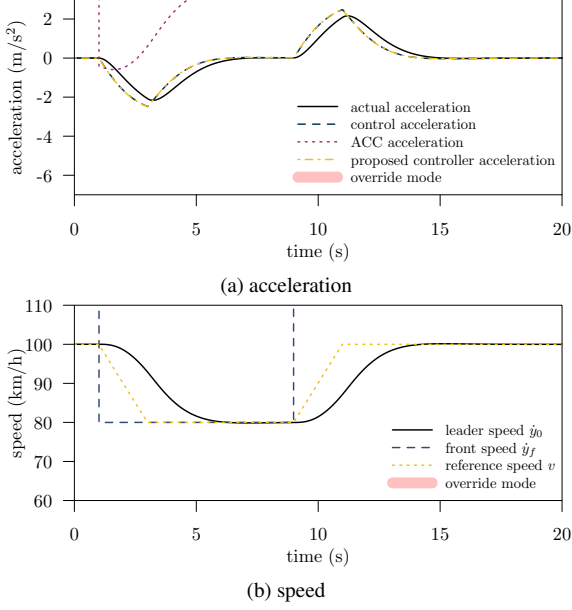 2
0
-2
-4
-6
acceleration (m/s²)
actual acceleration
control acceleration
ACC acceleration
proposed controller acceleration
override mode
0 5 10 15 20
time (s)
(a) acceleration
110
100
90
80
70
60
speed (km/h)
leader speed ẏ₀
front speed ẏ_f
reference speed v
override mode
0 5 10 15 20
time (s)
(b) speed